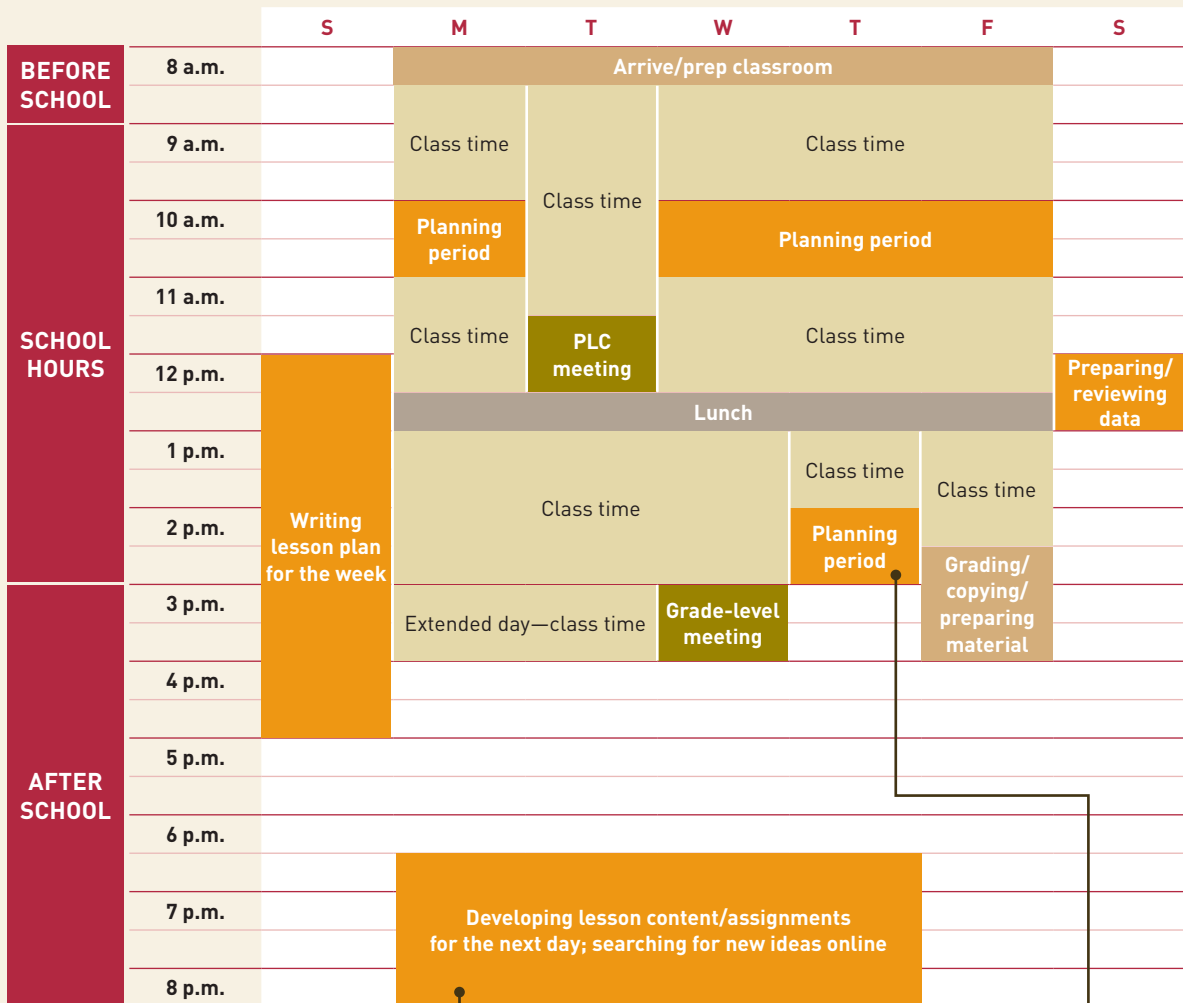 S M T W T F S
BEFORE
SCHOOL
8 a.m.
Arrive/prep classroom
SCHOOL
HOURS
9 a.m.
Class time
Class time
Class time
10 a.m.
Planning
period
Planning period
11 a.m.
Class time
PLC
meeting
Class time
12 p.m.
Preparing/
reviewing
data
Lunch
1 p.m.
Class time
Class time
Class time
2 p.m.
Writing
lesson plan
for the week
Planning
period
Grading/
copying/
preparing
material
AFTER
SCHOOL
3 p.m.
Extended day—class time
Grade-level
meeting
4 p.m.
5 p.m.
6 p.m.
7 p.m.
Developing lesson content/assignments
for the next day; searching for new ideas online
8 p.m.